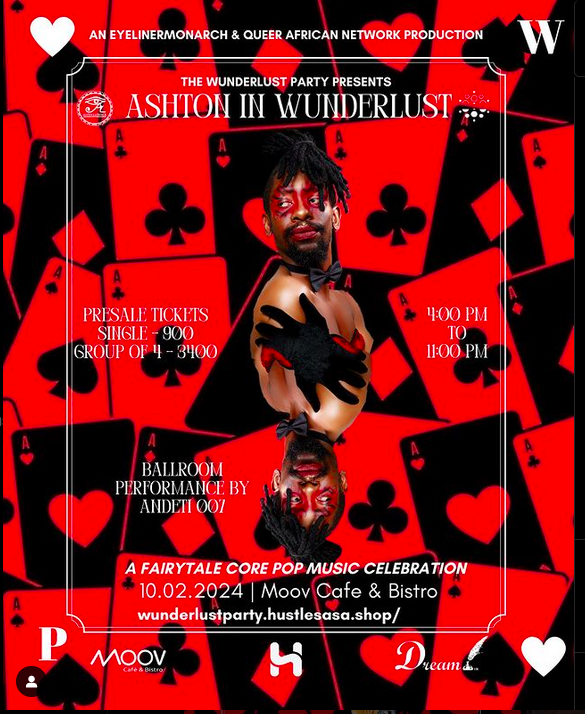 AN EYELINERMONARCH & QUEER AFRICAN NETWORK PRODUCTION
W
THE WUNDERLUST PARTY PRESENTS
ASHTON IN WUNDERLUST
PRESALE TICKETS
SINGLE - 900
GROUP OF 4 - 3400
4:00 PM
TO
11:00 PM
BALLROOM
PERFORMANCE BY
ANDETI 007
A FAIRYTALE CORE POP MUSIC CELEBRATION
10.02.2024 | Moov Cafe & Bistro
wunderlustparty.hustlesasa.shop/
P
MOOV
Café & Bistro
H
Dream